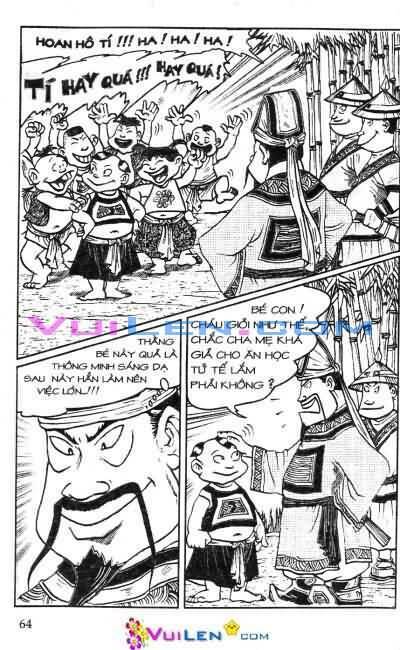 HOAN HÔ TÍ!!! HA! HA! HA!
TÍ HAY QUÁ!!! HAY QUÁ!
BÉ CON!
CHÁU GIỎI NHƯ THẾ,
CHẮC CHA MẸ KHÁ
GIẢ CHO ĂN HỌC
TỬ TẾ LẮM
PHẢI KHÔNG?
THẰNG
BÉ NÀY QUẢ LÀ
THÔNG MINH SÁNG DẠ
SAU NÀY HẲN LÀM NÊN
VIỆC LỚN...!!!
VUILEN.COM
64
VUILEN.COM